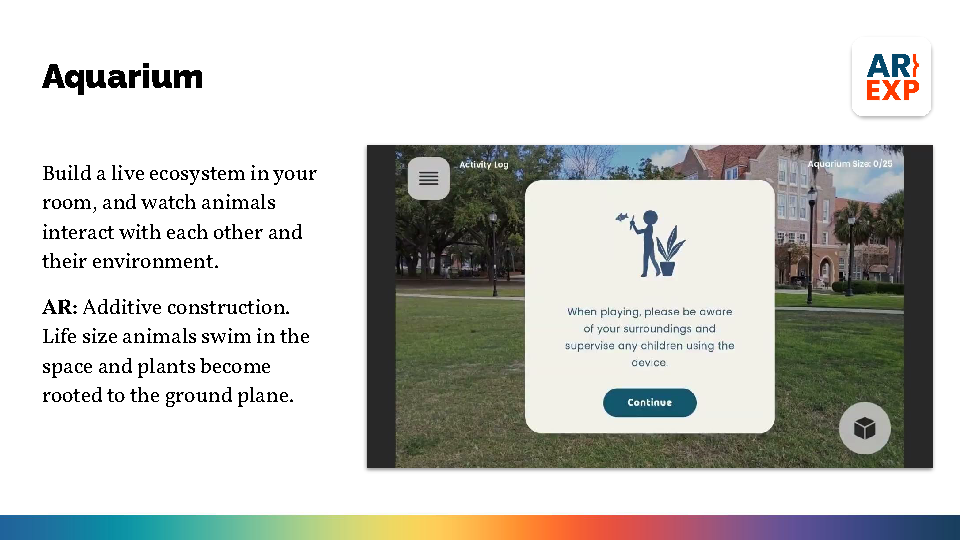 Aquarium
AR}
EXP
Build a live ecosystem in your
room, and watch animals
interact with each other and
their environment.
AR: Additive construction.
Life size animals swim in the
space and plants become
rooted to the ground plane.
Activity Log
Aquarium Size: 0/25
When playing, please be aware
of your surroundings and
supervise any children using the
device.
Continue